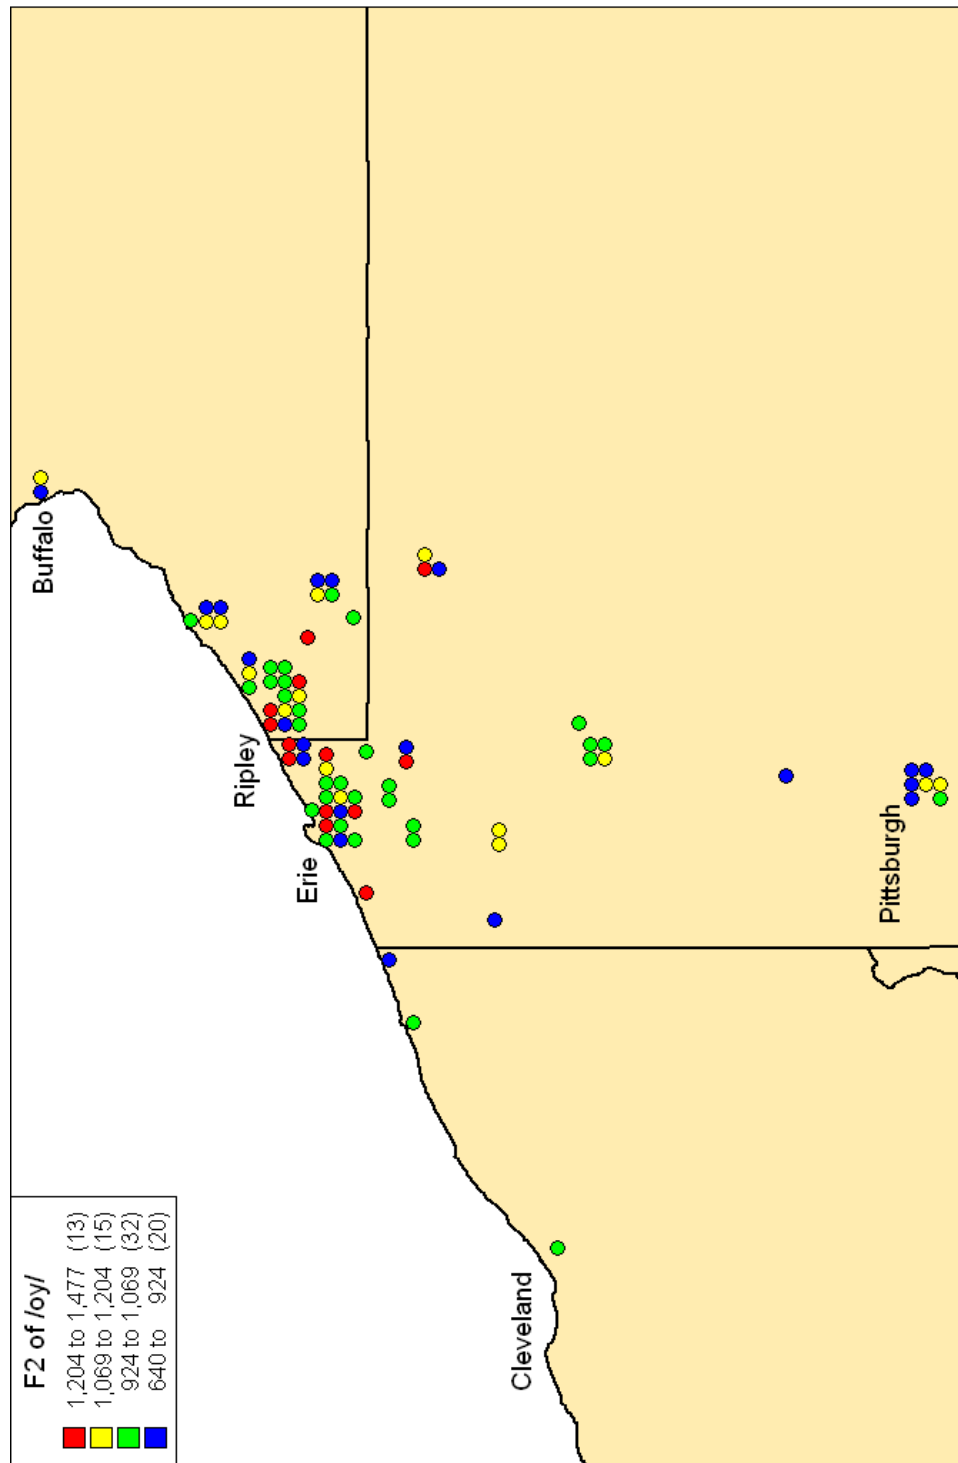 F2 of /oy/
1,204 to 1,477 (13)
1,069 to 1,204 (15)
924 to 1,069 (32)
640 to 924 (20)
Cleveland
Erie
Ripley
Buffalo
Pittsburgh